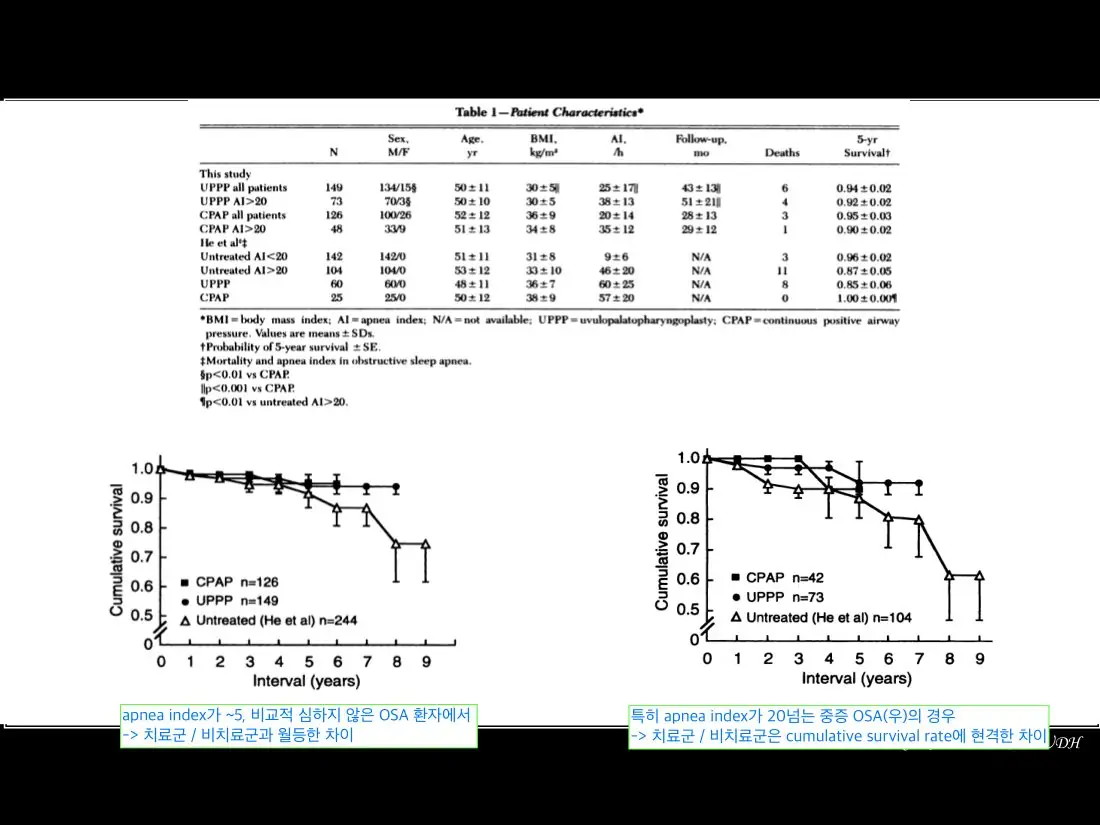 Table 1—Patient Characteristics*
N Sex, M/F Age, yr BMI, kg/m² AI, /h Follow-up, mo Deaths 5-yr Survival†
This study
UPPP all patients 149 134/15§ 50±11 30±5|| 25±17|| 43±13|| 6 0.94±0.02
UPPP AI>20 73 70/3§ 50±10 30±5 38±13 51±21|| 4 0.92±0.02
CPAP all patients 126 100/26 52±12 36±9 20±14 28±13 3 0.95±0.03
CPAP AI>20 48 33/9 51±13 34±8 35±12 29±12 1 0.90±0.02
He et al⁸‡
Untreated AI<20 142 142/0 51±11 31±8 9±6 N/A 3 0.96±0.02
Untreated AI>20 104 104/0 53±12 33±10 46±20 N/A 11 0.87±0.05
UPPP 60 60/0 48±11 36±7 60±25 N/A 8 0.85±0.06
CPAP 25 25/0 50±12 38±9 57±20 N/A 0 1.00±0.00¶
*BMI=body mass index; AI=apnea index; N/A=not available; UPPP=uvulopalatopharyngoplasty; CPAP=continuous positive airway
pressure. Values are means±SDs.
†Probability of 5-year survival ±SE.
‡Mortality and apnea index in obstructive sleep apnea.
§p<0.01 vs CPAP.
||p<0.001 vs CPAP.
¶p<0.01 vs untreated AI>20.
Cumulative survival
1.0
0.9
0.8
0.7
0.6
0.5
0
CPAP n=126
UPPP n=149
Untreated (He et al) n=244
0 1 2 3 4 5 6 7 8 9
Interval (years)
apnea index가 ~5, 비교적 심하지 않은 OSA 환자에서
-> 치료군 / 비치료군과 월등한 차이
Cumulative survival
1.0
0.9
0.8
0.7
0.6
0.5
0
CPAP n=42
UPPP n=73
Untreated (He et al) n=104
0 1 2 3 4 5 6 7 8 9
Interval (years)
특히 apnea index가 20넘는 중증 OSA(우)의 경우
-> 치료군 / 비치료군은 cumulative survival rate에 현격한 차이